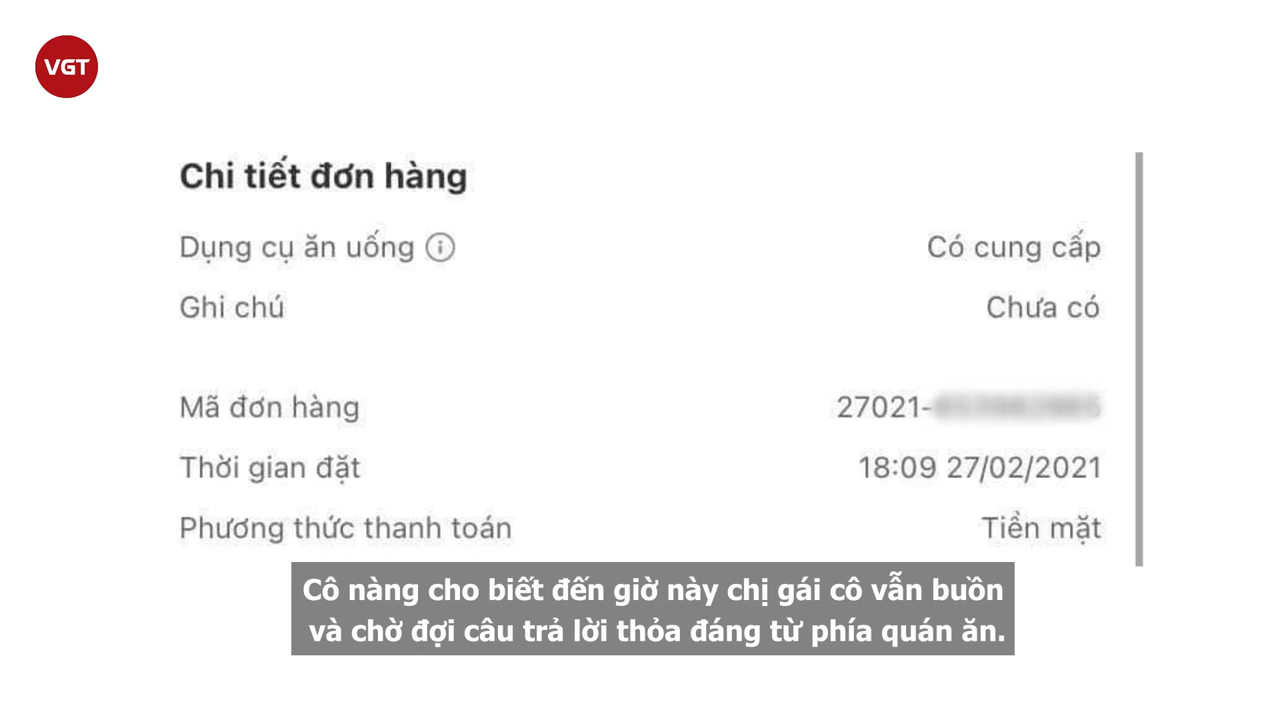 VGT
Chi tiết đơn hàng
Dụng cụ ăn uống Có cung cấp
Ghi chú Chưa có
Mã đơn hàng 27021-
Thời gian đặt 18:09 27/02/2021
Phương thức thanh toán Tiền mặt
Cô nàng cho biết đến giờ này chị gái cô vẫn buồn
và chờ đợi câu trả lời thỏa đáng từ phía quán ăn.